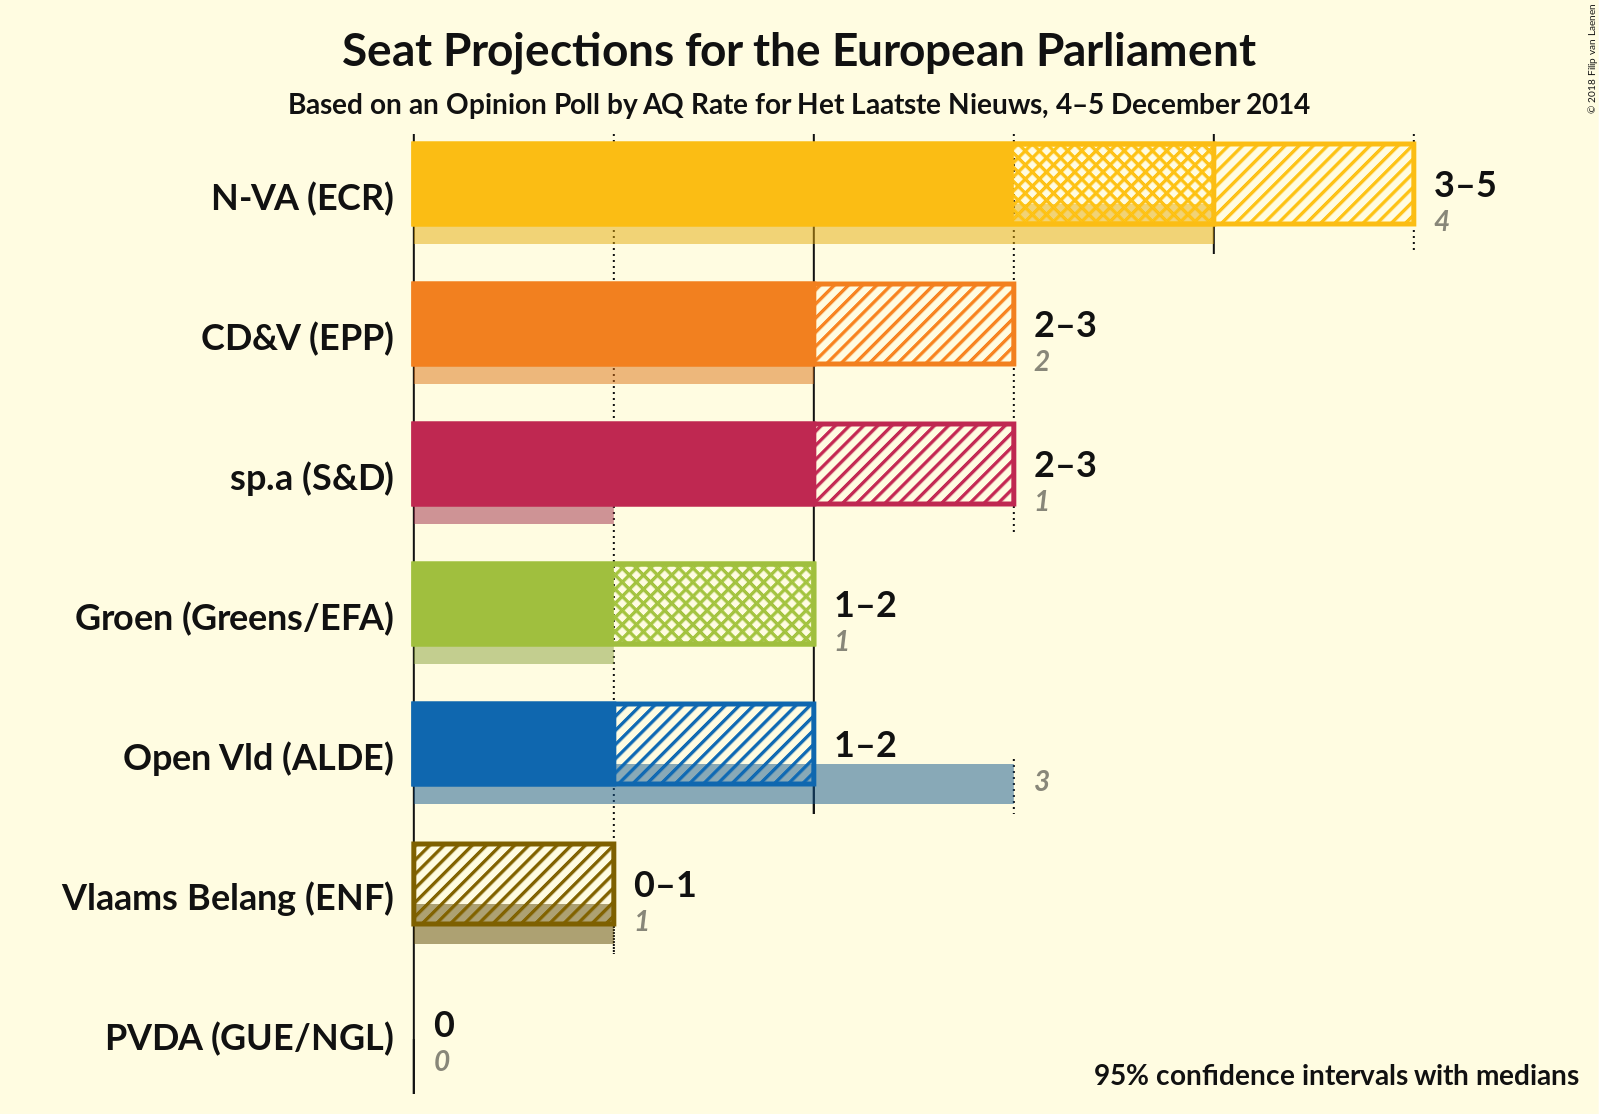 Seat Projections for the European Parliament
Based on an Opinion Poll by AQ Rate for Het Laatste Nieuws, 4–5 December 2014
© 2018 Filip van Laenen
N-VA (ECR)
3–5
4
CD&V (EPP)
2–3
2
sp.a (S&D)
2–3
1
Groen (Greens/EFA)
1–2
1
Open Vld (ALDE)
1–2
3
Vlaams Belang (ENF)
0–1
1
PVDA (GUE/NGL)
0
0
95% confidence intervals with medians